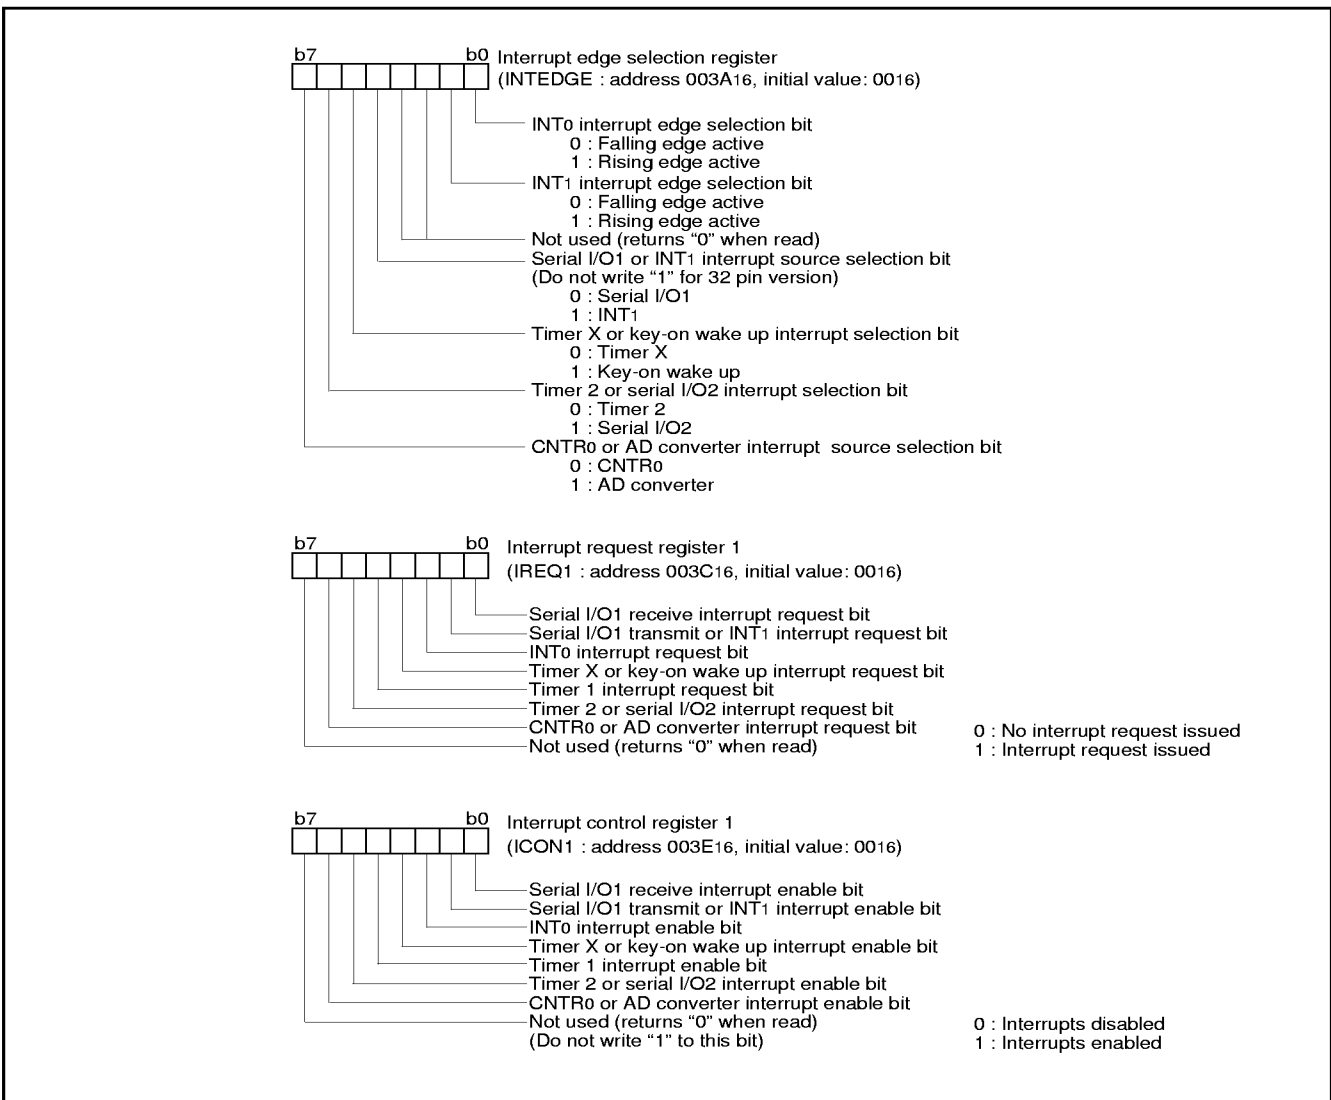 b7 b0 Interrupt edge selection register
(INTEDGE : address 003A16, initial value: 0016)
INT0 interrupt edge selection bit
0 : Falling edge active
1 : Rising edge active
INT1 interrupt edge selection bit
0 : Falling edge active
1 : Rising edge active
Not used (returns “0” when read)
Serial I/O1 or INT1 interrupt source selection bit
(Do not write “1” for 32 pin version)
0 : Serial I/O1
1 : INT1
Timer X or key-on wake up interrupt selection bit
0 : Timer X
1 : Key-on wake up
Timer 2 or serial I/O2 interrupt selection bit
0 : Timer 2
1 : Serial I/O2
CNTR0 or AD converter interrupt source selection bit
0 : CNTR0
1 : AD converter
b7 b0 Interrupt request register 1
(IREQ1 : address 003C16, initial value: 0016)
Serial I/O1 receive interrupt request bit
Serial I/O1 transmit or INT1 interrupt request bit
INT0 interrupt request bit
Timer X or key-on wake up interrupt request bit
Timer 1 interrupt request bit
Timer 2 or serial I/O2 interrupt request bit
CNTR0 or AD converter interrupt request bit
Not used (returns “0” when read)
0 : No interrupt request issued
1 : Interrupt request issued
b7 b0 Interrupt control register 1
(ICON1 : address 003E16, initial value: 0016)
Serial I/O1 receive interrupt enable bit
Serial I/O1 transmit or INT1 interrupt enable bit
INT0 interrupt enable bit
Timer X or key-on wake up interrupt enable bit
Timer 1 interrupt enable bit
Timer 2 or serial I/O2 interrupt enable bit
CNTR0 or AD converter interrupt enable bit
Not used (returns “0” when read)
(Do not write “1” to this bit)
0 : Interrupts disabled
1 : Interrupts enabled